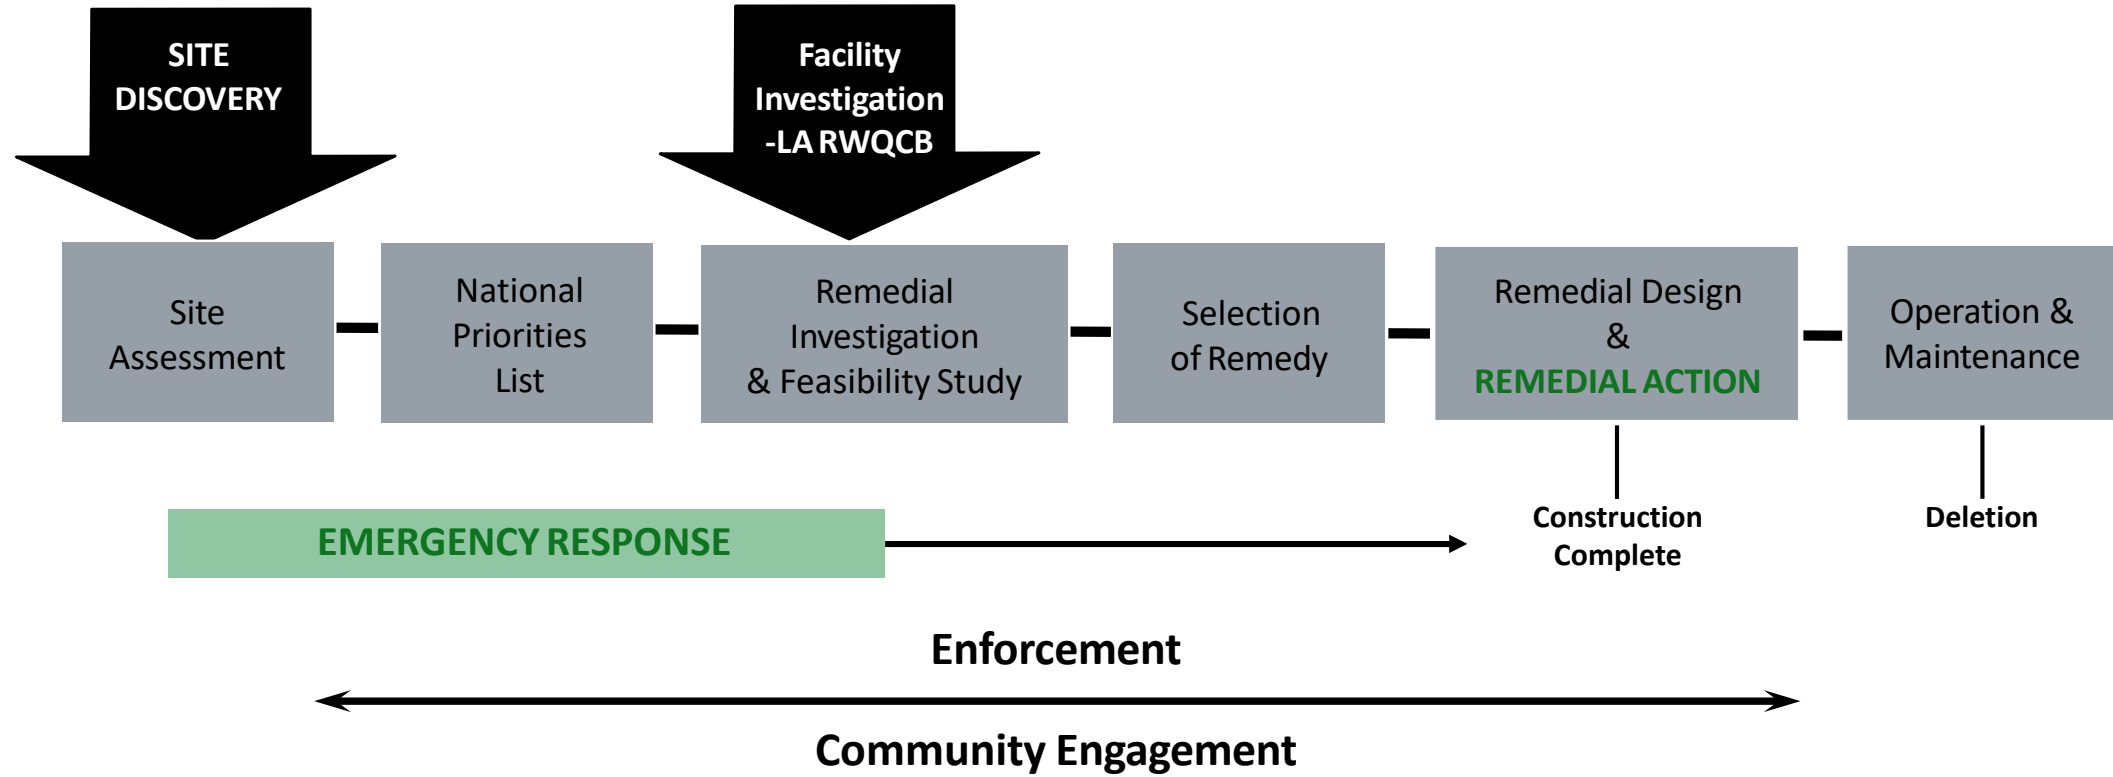 SITE
DISCOVERY
Facility
Investigation
-LA RWQCB
Site
Assessment
National
Priorities
List
Remedial
Investigation
& Feasibility Study
Selection
of Remedy
Remedial Design
&
REMEDIAL ACTION
Operation &
Maintenance
EMERGENCY RESPONSE
Construction
Complete
Deletion
Enforcement
Community Engagement